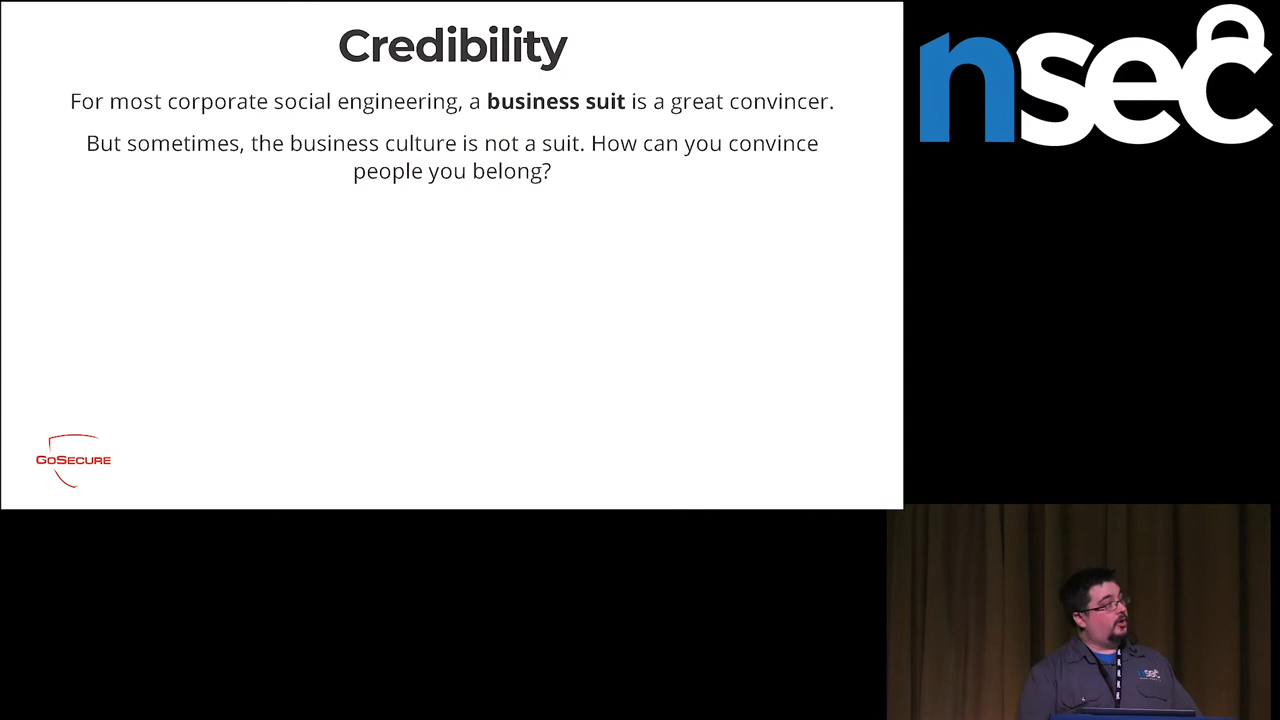 Credibility
For most corporate social engineering, a business suit is a great convincer.
But sometimes, the business culture is not a suit. How can you convince
people you belong?
GoSecure
nsec
nsec